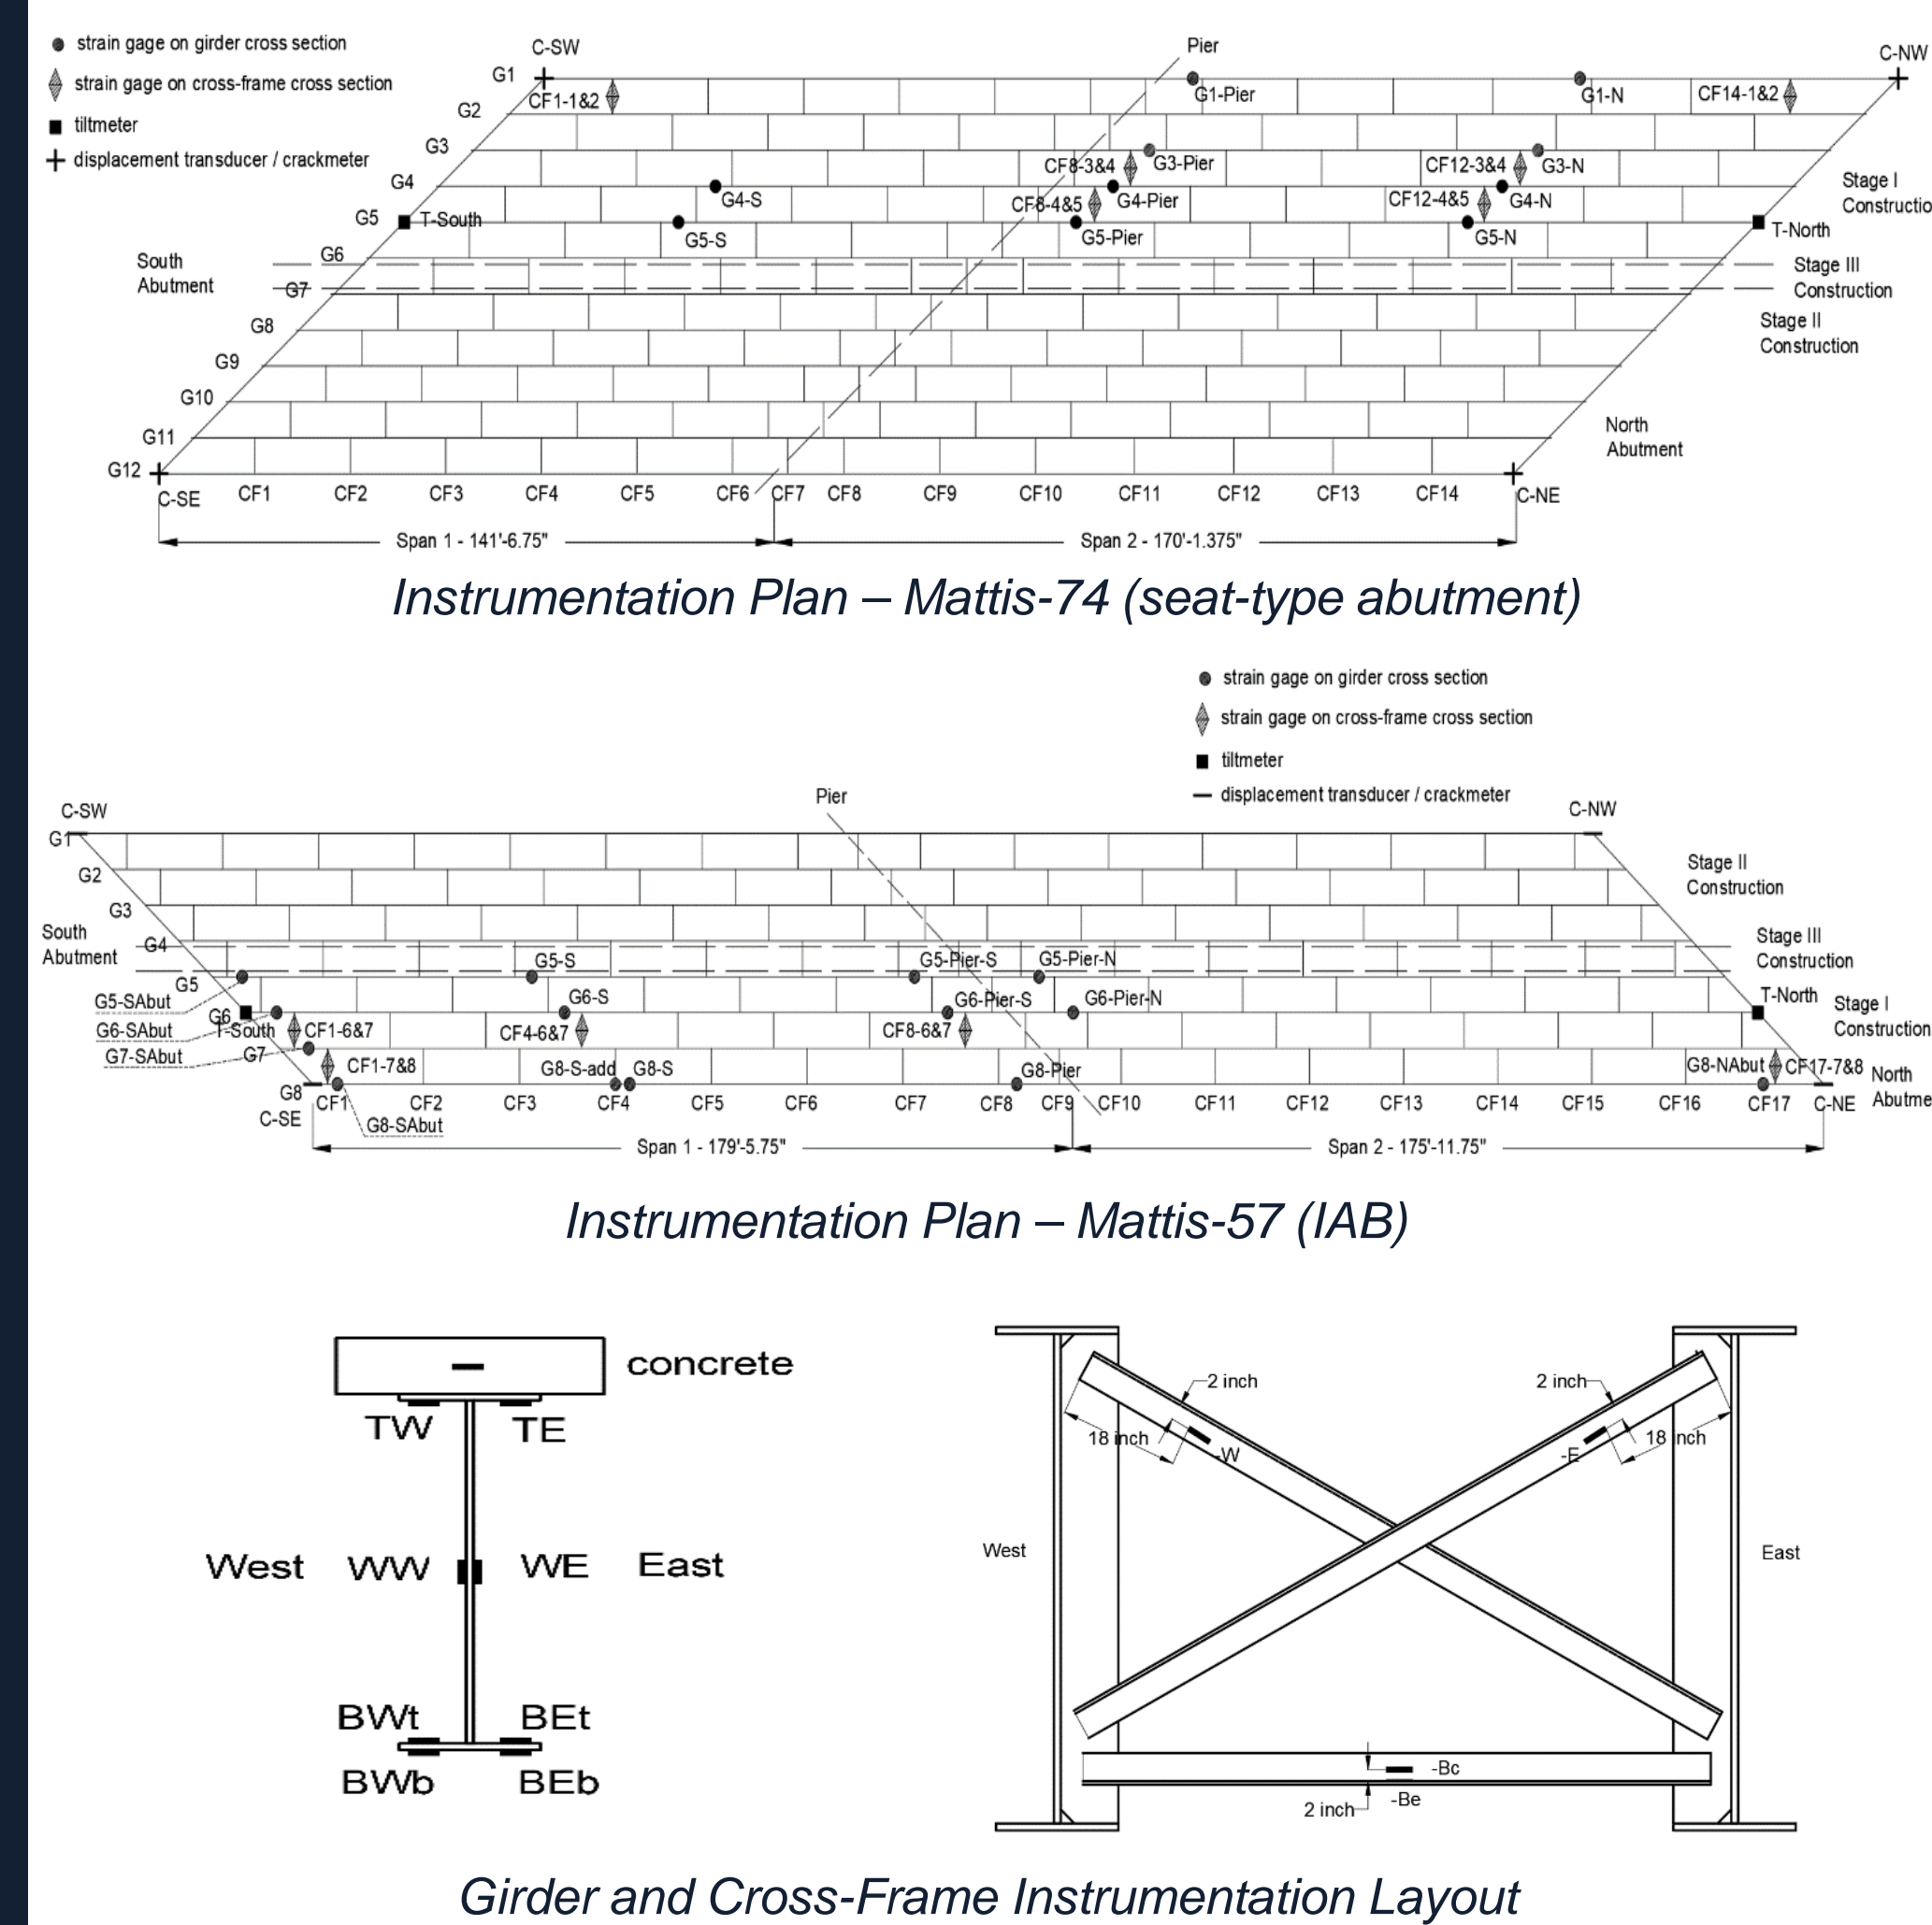 strain gage on girder cross section
strain gage on cross-frame cross section
tiltmeter
displacement transducer / crackmeter
C-SW
Pier
C-NW
G1
CF1-1&2
G1-Pier
G1-N
CF14-1&2
G2
G3
CF8-3&4
G3-Pier
CF12-3&4
G3-N
G4
G4-S
CF8-4&5
G4-Pier
CF12-4&5
G4-N
Stage I
Constructio
G5
T-South
G5-S
G5-Pier
G5-N
T-North
South
Abutment
G6
G7
Stage III
Construction
G8
Stage II
Construction
G9
G10
G11
North
Abutment
G12
C-SE
CF1
CF2
CF3
CF4
CF5
CF6
CF7
CF8
CF9
CF10
CF11
CF12
CF13
CF14
C-NE
Span 1 - 141'-6.75"
Span 2 - 170'-1.375"
Instrumentation Plan – Mattis-74 (seat-type abutment)
strain gage on girder cross section
strain gage on cross-frame cross section
tiltmeter
displacement transducer / crackmeter
C-SW
Pier
C-NW
G1
G2
Stage II
Construction
G3
South
Abutment
G4
Stage III
Construction
G5-S
G5-Pier-S
G5-Pier-N
G5
G5-SAbut
G6-S
G6-Pier-S
G6-Pier-N
T-North
Stage I
Construction
G6
G6-SAbut
T-South
CF1-6&7
CF4-6&7
CF8-6&7
G7-SAbut
G7
CF1-7&8
G8-S-add
G8-S
G8-Pier
G8-NAbut
CF17-7&8
North
Abutme
G8
C-SE
CF1
CF2
CF3
CF4
CF5
CF6
CF7
CF8
CF9
CF10
CF11
CF12
CF13
CF14
CF15
CF16
CF17
C-NE
G8-SAbut
Span 1 - 179'-5.75"
Span 2 - 175'-11.75"
Instrumentation Plan – Mattis-57 (IAB)
concrete
TW
TE
West
WW
WE
East
BWt
BEt
BWb
BEb
2 inch
2 inch
18 inch
-W
-E
18 inch
West
East
-Bc
-Be
2 inch
Girder and Cross-Frame Instrumentation Layout